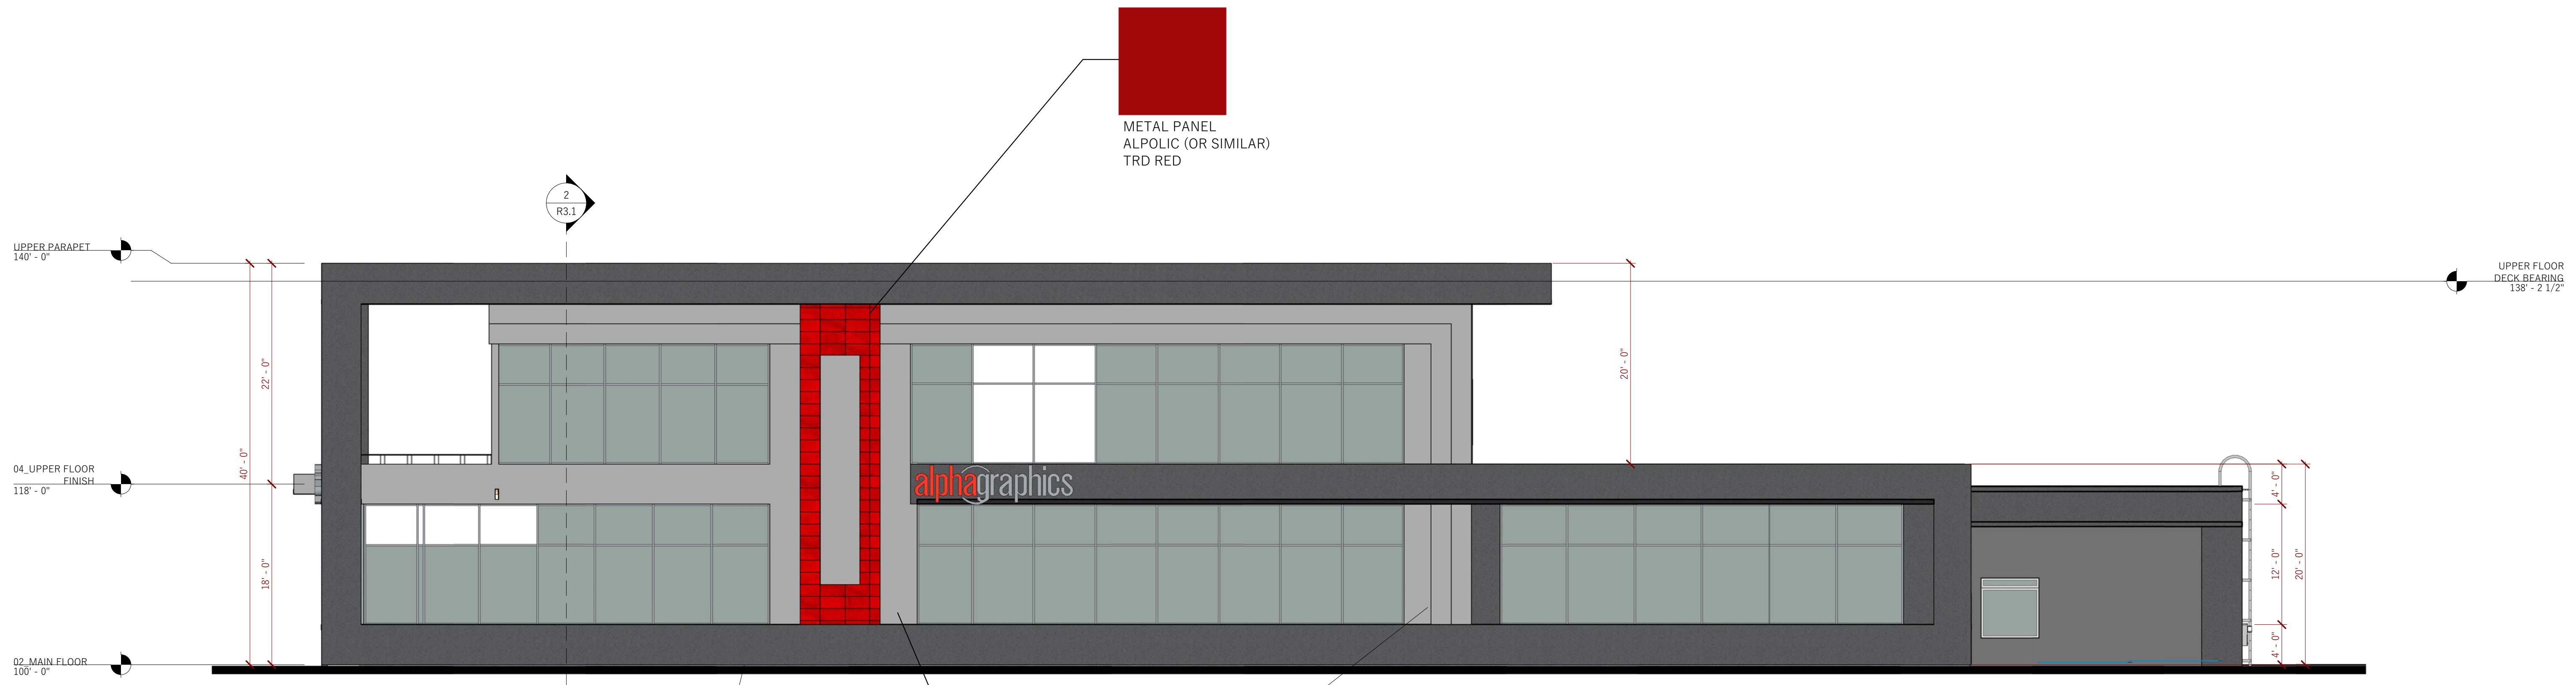 METAL PANEL
ALPOLIC (OR SIMILAR)
TRD RED
2
R3.1
UPPER PARAPET
140' - 0"
UPPER FLOOR
DECK BEARING
138' - 2 1/2"
22' - 0"
20' - 0"
40' - 0"
04_UPPER FLOOR
FINISH
118' - 0"
alphagraphics
4' - 0"
18' - 0"
12' - 0"
20' - 0"
4' - 0"
02_MAIN FLOOR
100' - 0"